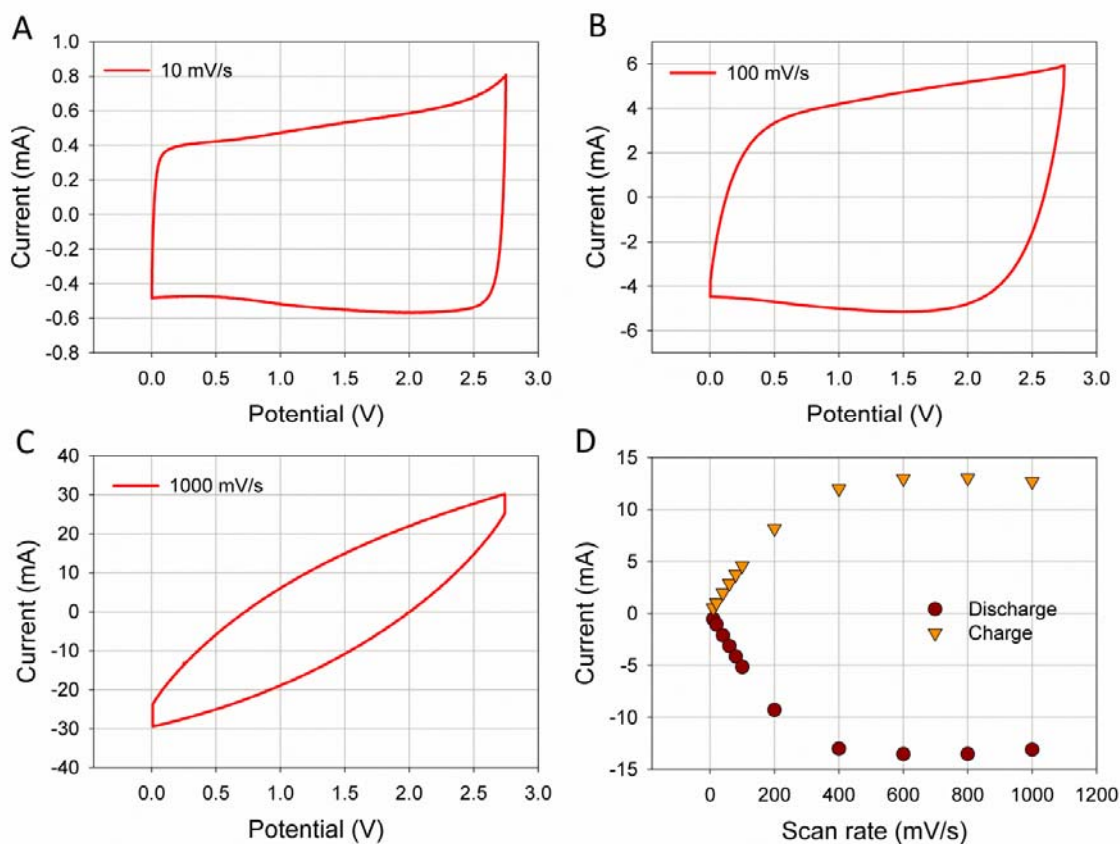 A
10 mV/s
1.0
0.8
0.6
0.4
0.2
0.0
-0.2
-0.4
-0.6
-0.8
Current (mA)
0.0 0.5 1.0 1.5 2.0 2.5 3.0
Potential (V)
B
100 mV/s
6
4
2
0
-2
-4
-6
Current (mA)
0.0 0.5 1.0 1.5 2.0 2.5 3.0
Potential (V)
C
1000 mV/s
40
30
20
10
0
-10
-20
-30
-40
Current (mA)
0.0 0.5 1.0 1.5 2.0 2.5 3.0
Potential (V)
D
15
10
5
0
-5
-10
-15
Current (mA)
Discharge
Charge
0 200 400 600 800 1000 1200
Scan rate (mV/s)